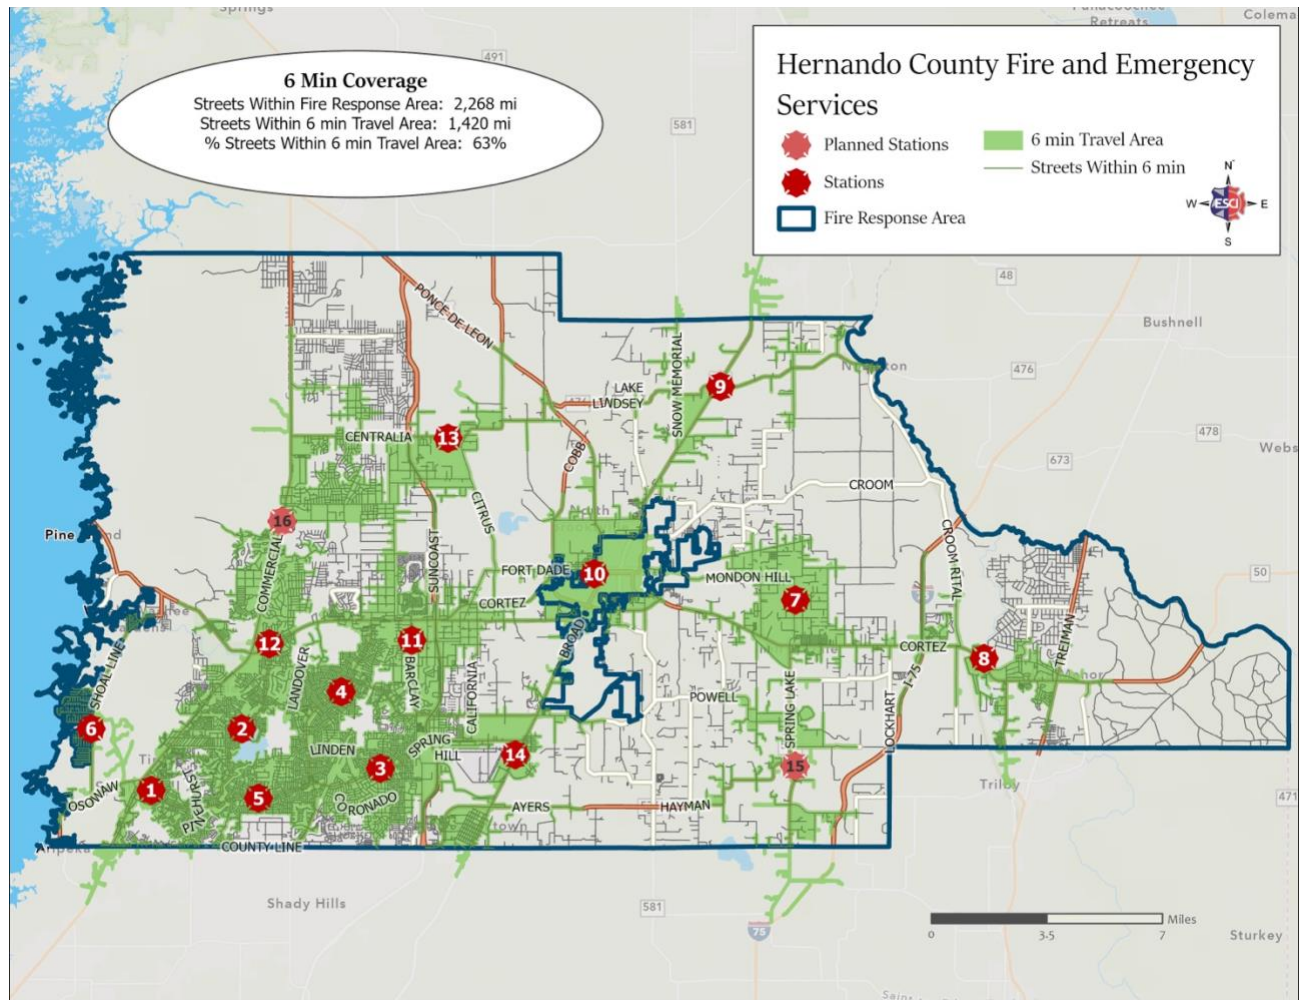 Springs
Retreats
Colema
491
6 Min Coverage
Streets Within Fire Response Area: 2,268 mi
Streets Within 6 min Travel Area: 1,420 mi
% Streets Within 6 min Travel Area: 63%
Hernando County Fire and Emergency
Services
Planned Stations
Stations
Fire Response Area
6 min Travel Area
Streets Within 6 min
N
W
ESCI
E
S
581
48
Bushnell
PONCE DE LEON
476
LAKE
LINDSEY
SNOW MEMORIAL
9
CENTRALIA
13
COBB
478
Webs
673
CROOM
CITRUS
16
Pine
COMMERCIAL
SUNCOAST
FORT DADE
10
MONDON HILL
CROOM RITAL
50
CORTEZ
7
12
11
SHOAL LINE
LANDOVER
BARCLAY
BROAD
CORTEZ
8
TREIMAN
4
CALIFORNIA
POWELL
I-75
6
2
LINDEN
SPRING
HILL
SPRING LAKE
LOCKHART
14
3
15
OSOWAW
1
5
CORONADO
AYERS
HAYMAN
Trilby
471
Aripeka
COUNTY LINE
Shady Hills
581
75
Miles
0
3.5
7
Sturkey